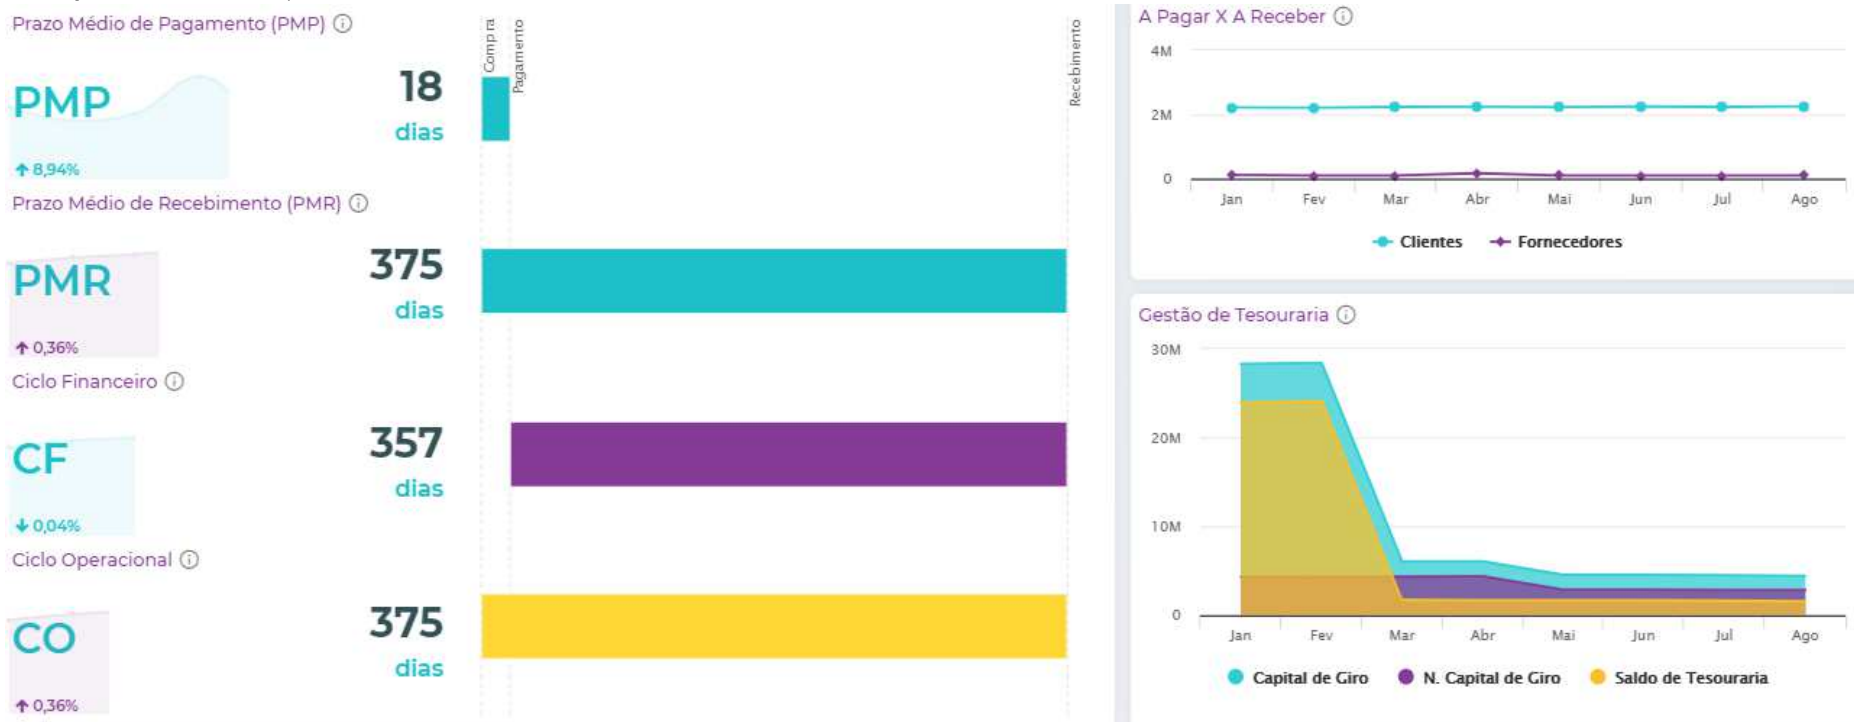 Prazo Médio de Pagamento (PMP)
PMP
18
dias
↑ 8,94%
Compra
Pagamento
Recebimento
Prazo Médio de Recebimento (PMR)
PMR
375
dias
↑ 0,36%
Ciclo Financeiro
CF
357
dias
↓ 0,04%
Ciclo Operacional
CO
375
dias
↑ 0,36%
A Pagar X A Receber
4M
2M
0
Jan Fev Mar Abr Mai Jun Jul Ago
Clientes Fornecedores
Gestão de Tesouraria
30M
20M
10M
0
Jan Fev Mar Abr Mai Jun Jul Ago
Capital de Giro N. Capital de Giro Saldo de Tesouraria